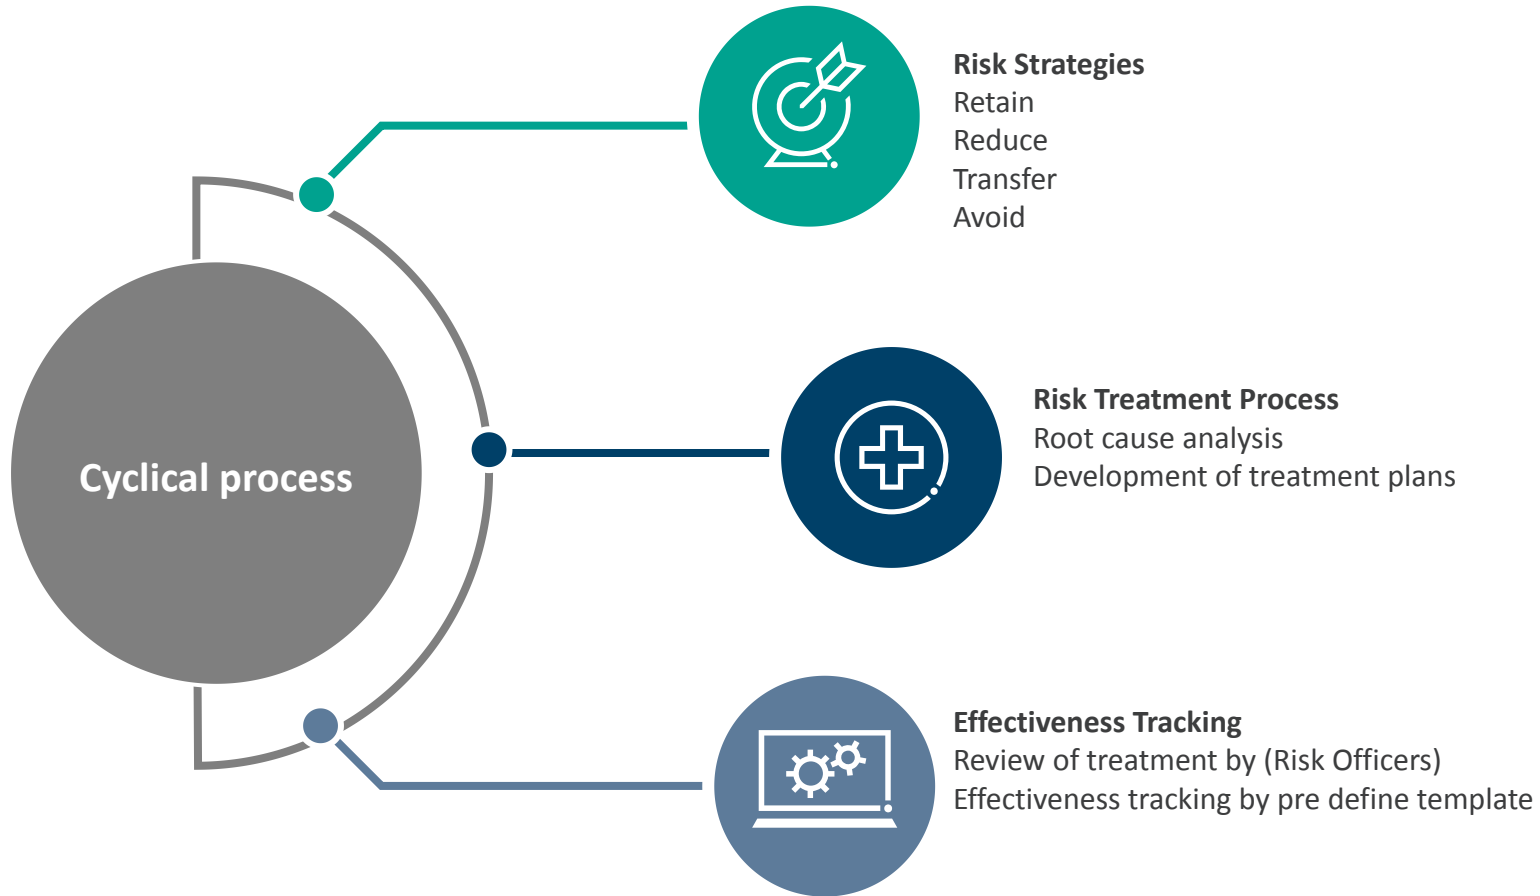 Risk Strategies
Retain
Reduce
Transfer
Avoid
Cyclical process
Risk Treatment Process
Root cause analysis
Development of treatment plans
Effectiveness Tracking
Review of treatment by (Risk Officers)
Effectiveness tracking by pre define template